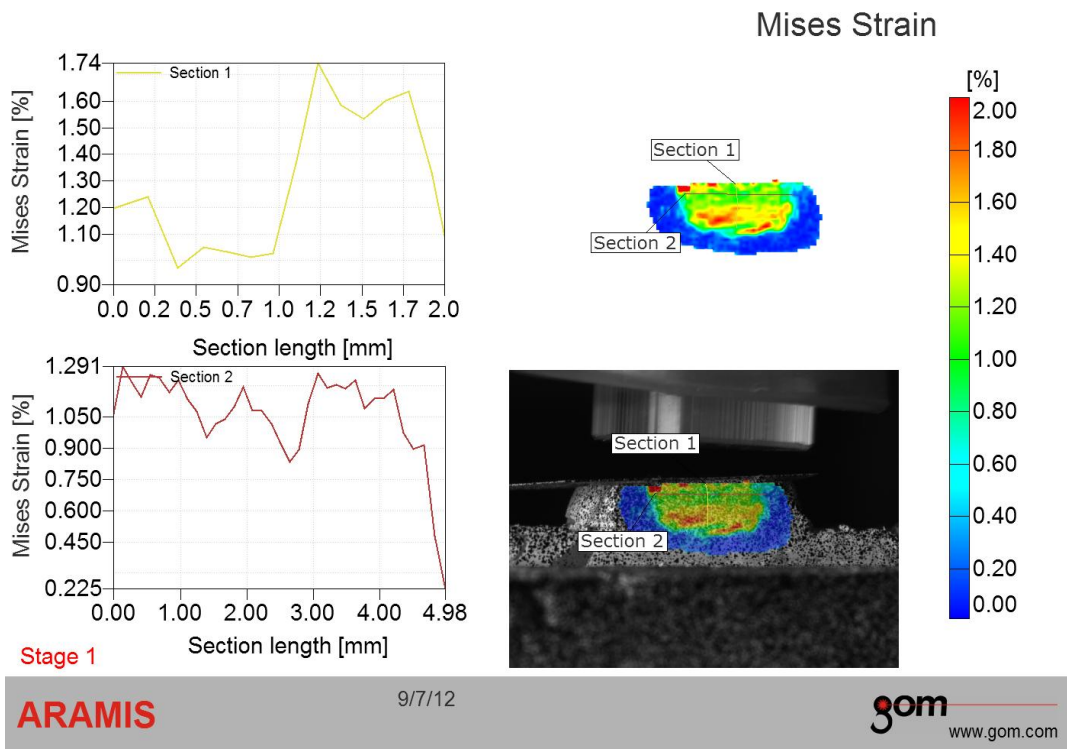 Mises Strain
Mises Strain [%]
1.74
1.60
1.50
1.40
1.30
1.20
1.10
0.90
Section 1
0.0 0.2 0.5 0.7 1.0 1.2 1.5 1.7 2.0
Section length [mm]
Mises Strain [%]
1.291
1.050
0.900
0.750
0.600
0.450
0.225
Section 2
0.00 1.00 2.00 3.00 4.00 4.98
Section length [mm]
Section 1
Section 2
[%]
2.00
1.80
1.60
1.40
1.20
1.00
0.80
0.60
0.40
0.20
0.00
Section 1
Section 2
Stage 1
ARAMIS
9/7/12
gom
www.gom.com